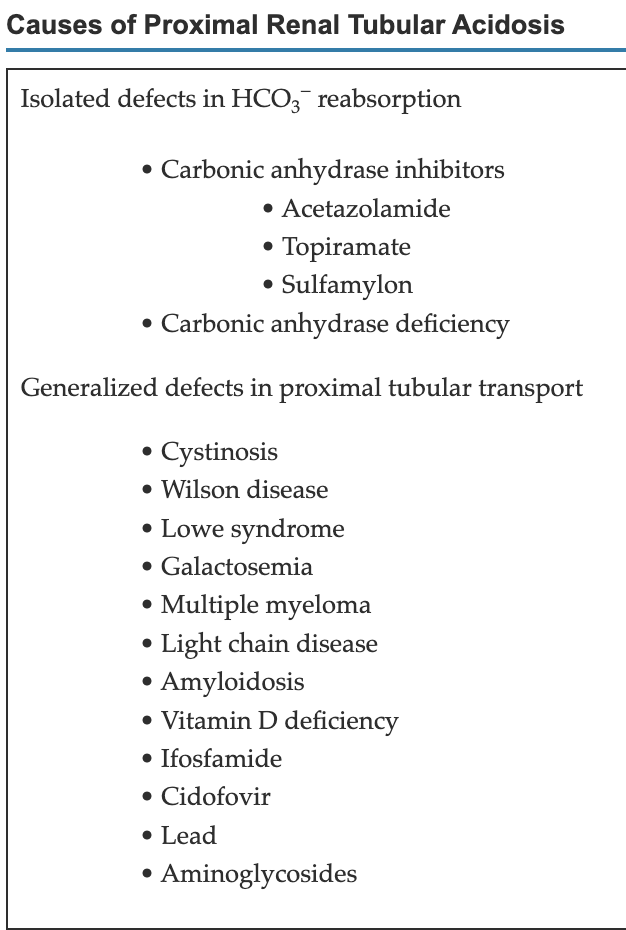 Causes of Proximal Renal Tubular Acidosis
Isolated defects in HCO₃⁻ reabsorption
• Carbonic anhydrase inhibitors
• Acetazolamide
• Topiramate
• Sulfamylon
• Carbonic anhydrase deficiency
Generalized defects in proximal tubular transport
• Cystinosis
• Wilson disease
• Lowe syndrome
• Galactosemia
• Multiple myeloma
• Light chain disease
• Amyloidosis
• Vitamin D deficiency
• Ifosfamide
• Cidofovir
• Lead
• Aminoglycosides